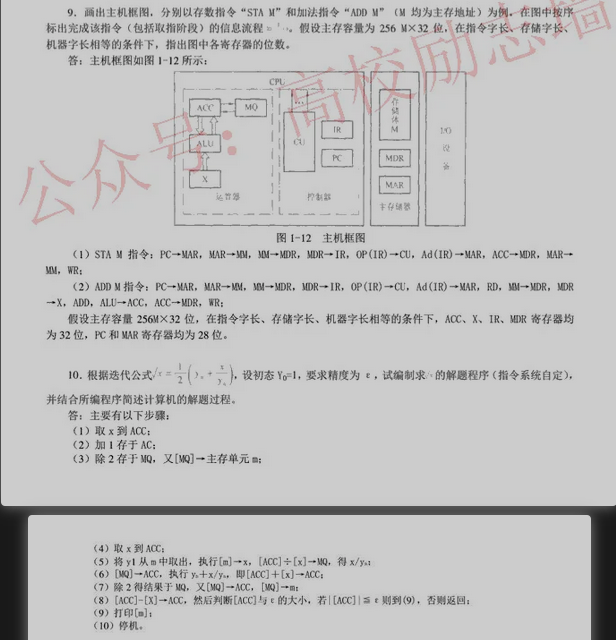 9. 画出主机框图，分别以存数指令“STA M”和加法指令“ADD M”（M 均为主存地址）为例，在图中按序
标出完成该指令（包括取指阶段）的信息流程。假设主存容量为 256 M×32 位，在指令字长、存储字长、
机器字长相等的条件下，指出图中各寄存器的位数。
答：主机框图如图 1-12 所示：
CPU
ACC
MQ
ALU
X
运算器
...
CU
IR
PC
控制器
存储体M
MDR
MAR
主存储器
I/O设备
图 1-12 主机框图
（1）STA M 指令：PC→MAR，MAR→MM，MM→MDR，MDR→IR，OP(IR)→CU，Ad(IR)→MAR，ACC→MDR，MAR→
MM，WR；
（2）ADD M 指令：PC→MAR，MAR→MM，MM→MDR，MDR→IR，OP(IR)→CU，Ad(IR)→MAR，RD，MM→MDR，MDR
→X，ADD，ALU→ACC，ACC→MDR，WR；
假设主存容量 256M×32 位，在指令字长、存储字长、机器字长相等的条件下，ACC、X、IR、MDR 寄存器均
为 32 位，PC 和 MAR 寄存器均为 28 位。
10. 根据迭代公式√x = 1/2 (yₙ + x/yₙ)，设初态 Y₀=1，要求精度为 ε，试编制求√x 的解题程序（指令系统自定），
并结合所编程序简述计算机的解题过程。
答：主要有以下步骤：
（1）取 x 到 ACC；
（2）加 1 存于 AC；
（3）除 2 存于 MQ，又[MQ]→主存单元 m；
（4）取 x 到 ACC；
（5）将 y1 从 m 中取出，执行[m]→x，[ACC]÷[x]→MQ，得 x/yₙ；
（6）[MQ]→ACC，执行 yₙ+x/yₙ，即[ACC]+[x]→ACC；
（7）除 2 得结果于 MQ，又[MQ]→ACC，[MQ]→m；
（8）[ACC]-[X]→ACC，然后判断[ACC]与 ε 的大小，若|[ACC]|≦ε则到(9)，否则返回；
（9）打印[m]；
（10）停机。
公众号：高校励志墙